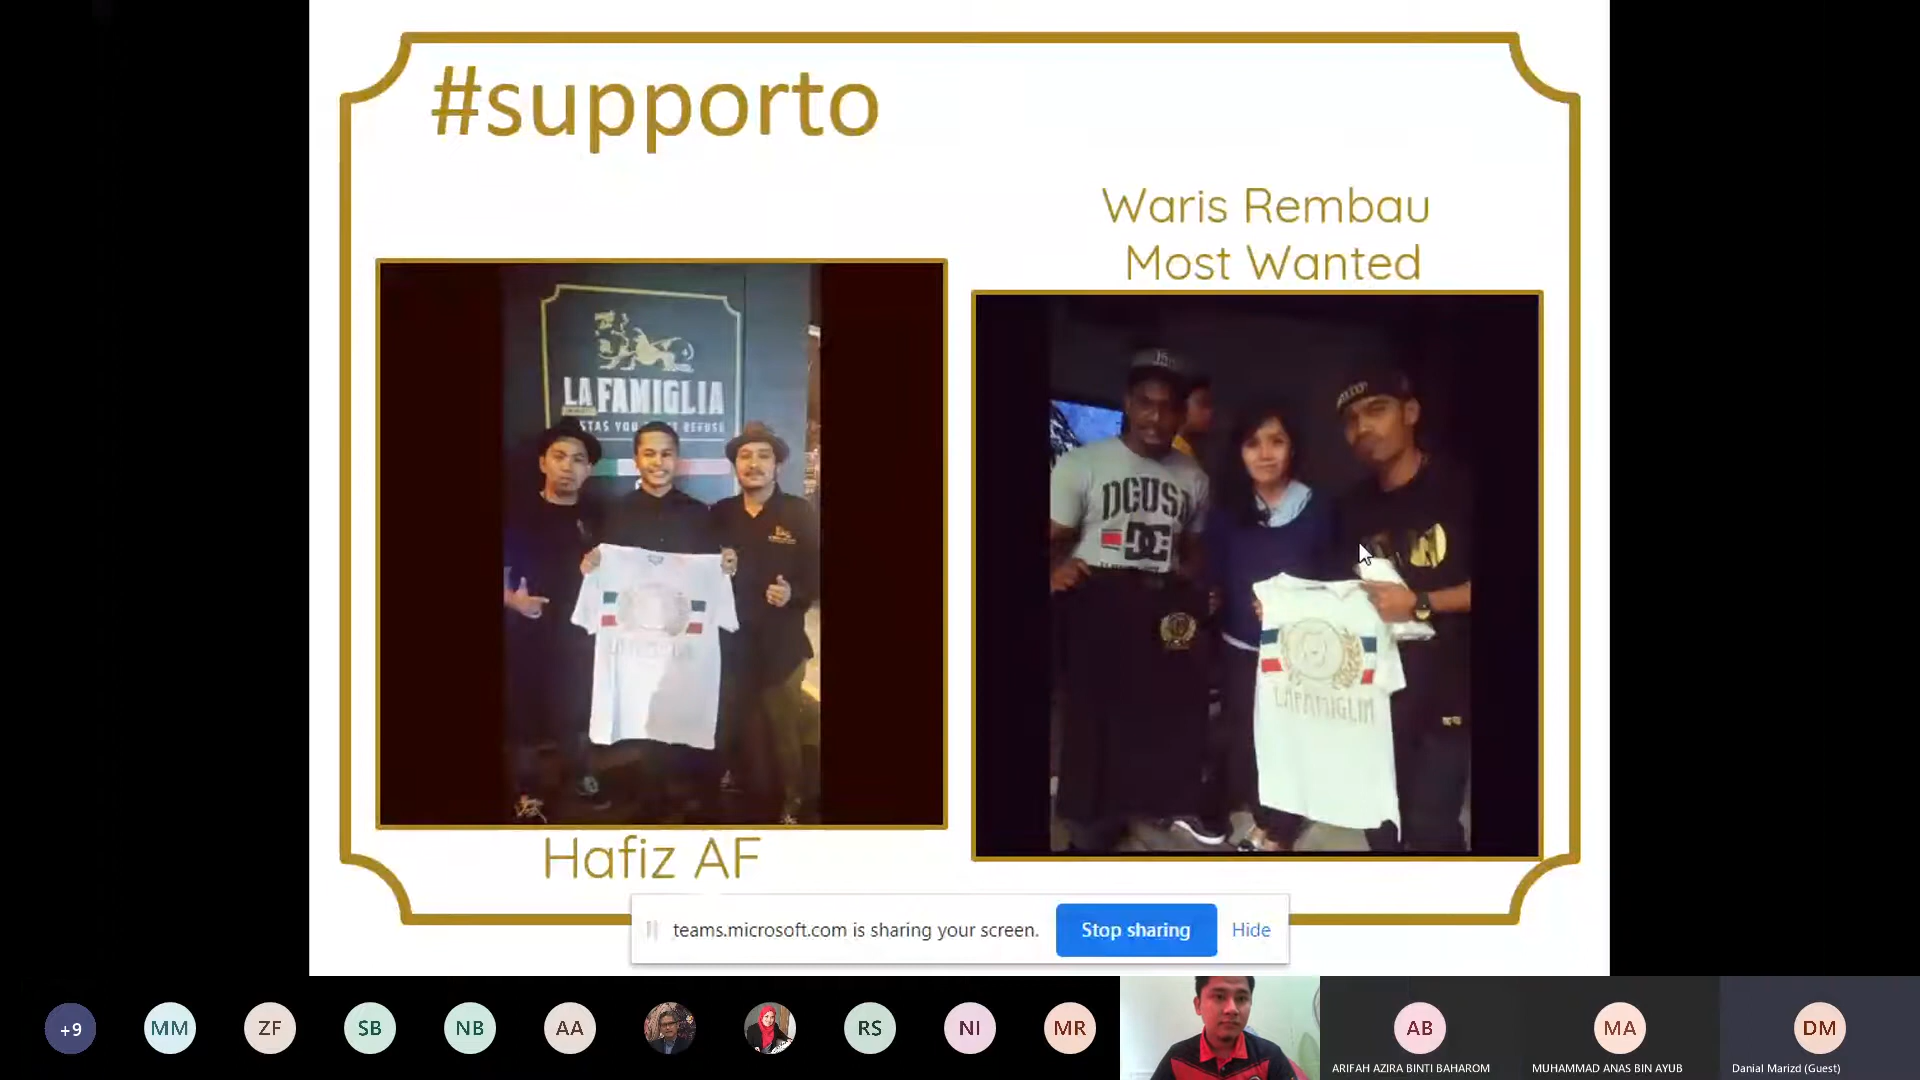 #supporto
Waris Rembau
Most Wanted
LA FAMIGLIA
REFUSE
DCUSA
DC
LAFAMIGLIA
Hafiz AF
teams.microsoft.com is sharing your screen.
Stop sharing
Hide
+9
MM
ZF
SB
NB
AA
RS
NI
MR
AB
MA
DM
ARIFAH AZIRA BINTI BAHAROM
MUHAMMAD ANAS BIN AYUB
Danial Marizd (Guest)